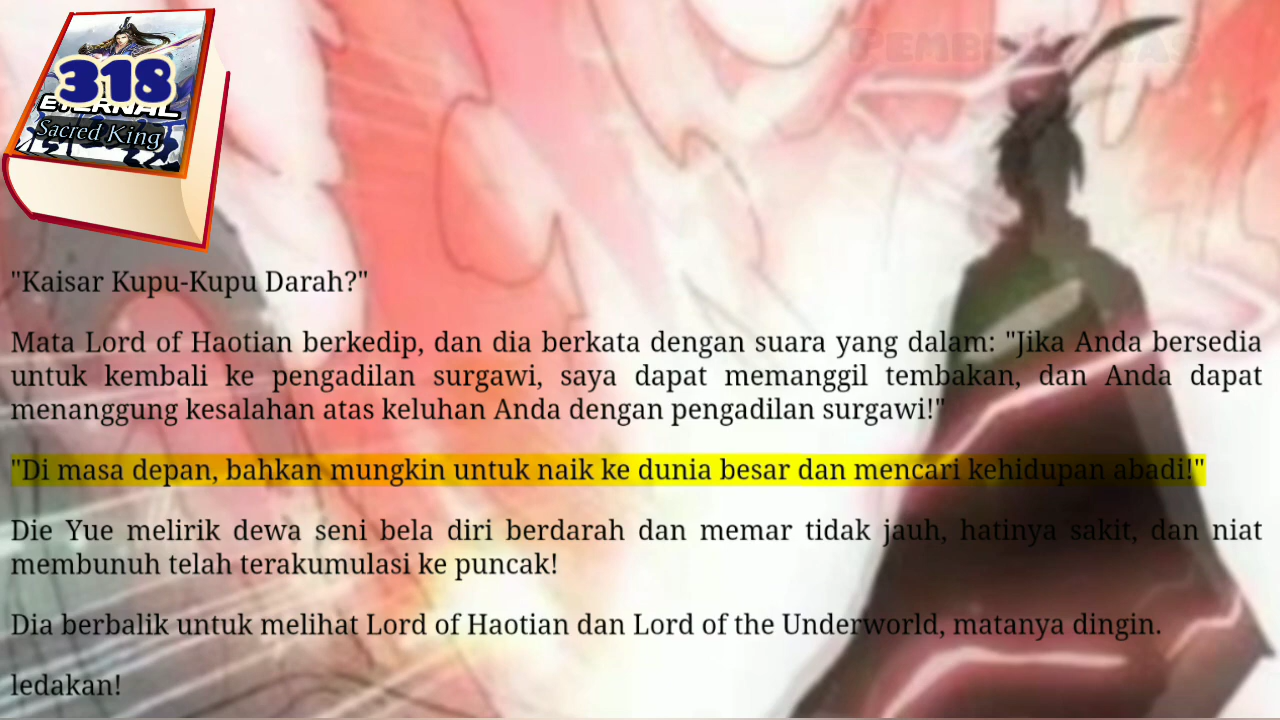 318
ETERNAL
Sacred King
"Kaisar Kupu-Kupu Darah?"
Mata Lord of Haotian berkedip, dan dia berkata dengan suara yang dalam: "Jika Anda bersedia
untuk kembali ke pengadilan surgawi, saya dapat memanggil tembakan, dan Anda dapat
menanggung kesalahan atas keluhan Anda dengan pengadilan surgawi!"
"Di masa depan, bahkan mungkin untuk naik ke dunia besar dan mencari kehidupan abadi!"
Die Yue melirik dewa seni bela diri berdarah dan memar tidak jauh, hatinya sakit, dan niat
membunuh telah terakumulasi ke puncak!
Dia berbalik untuk melihat Lord of Haotian dan Lord of the Underworld, matanya dingin.
ledakan!